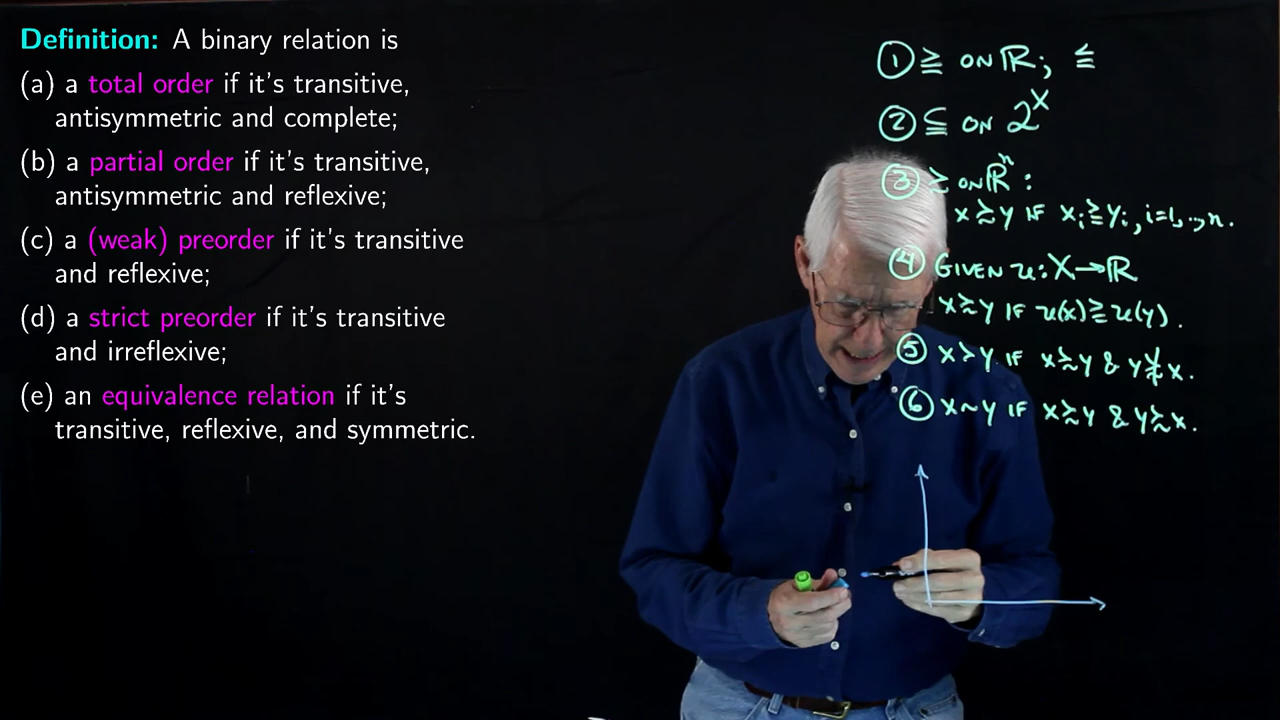 Definition: A binary relation is
(a) a total order if it's transitive,
antisymmetric and complete;
(b) a partial order if it's transitive,
antisymmetric and reflexive;
(c) a (weak) preorder if it's transitive
and reflexive;
(d) a strict preorder if it's transitive
and irreflexive;
(e) an equivalence relation if it's
transitive, reflexive, and symmetric.
① ≧ ON ℝ; ≦
② ⊆ ON 2^X
③ ≳ ON ℝⁿ:
x ≳ y IF xᵢ ≧ yᵢ, i=1,..,n.
④ GIVEN u: X→ℝ
x ≿ y IF u(x) ≧ u(y).
⑤ x ≻ y IF x ≿ y & y ⋡ x.
⑥ x ~ y IF x ≿ y & y ≿ x.